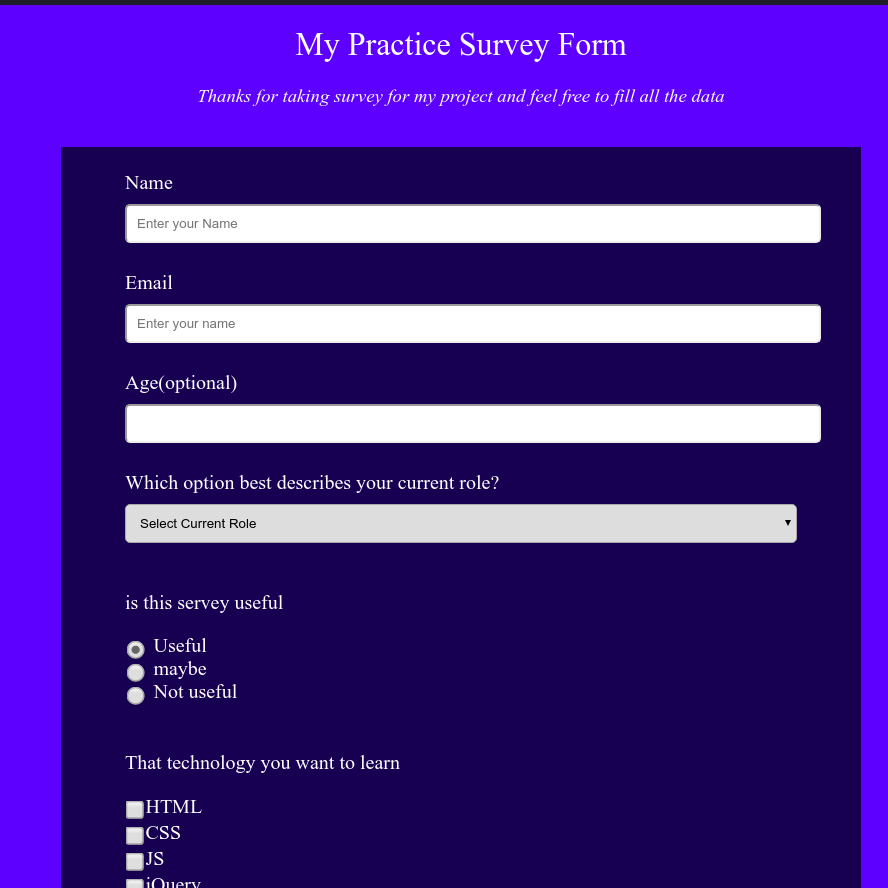 My Practice Survey Form
Thanks for taking survey for my project and feel free to fill all the data
Name
Enter your Name
Email
Enter your name
Age(optional)
Which option best describes your current role?
Select Current Role
is this servey useful
Useful
maybe
Not useful
That technology you want to learn
HTML
CSS
JS
jQuery